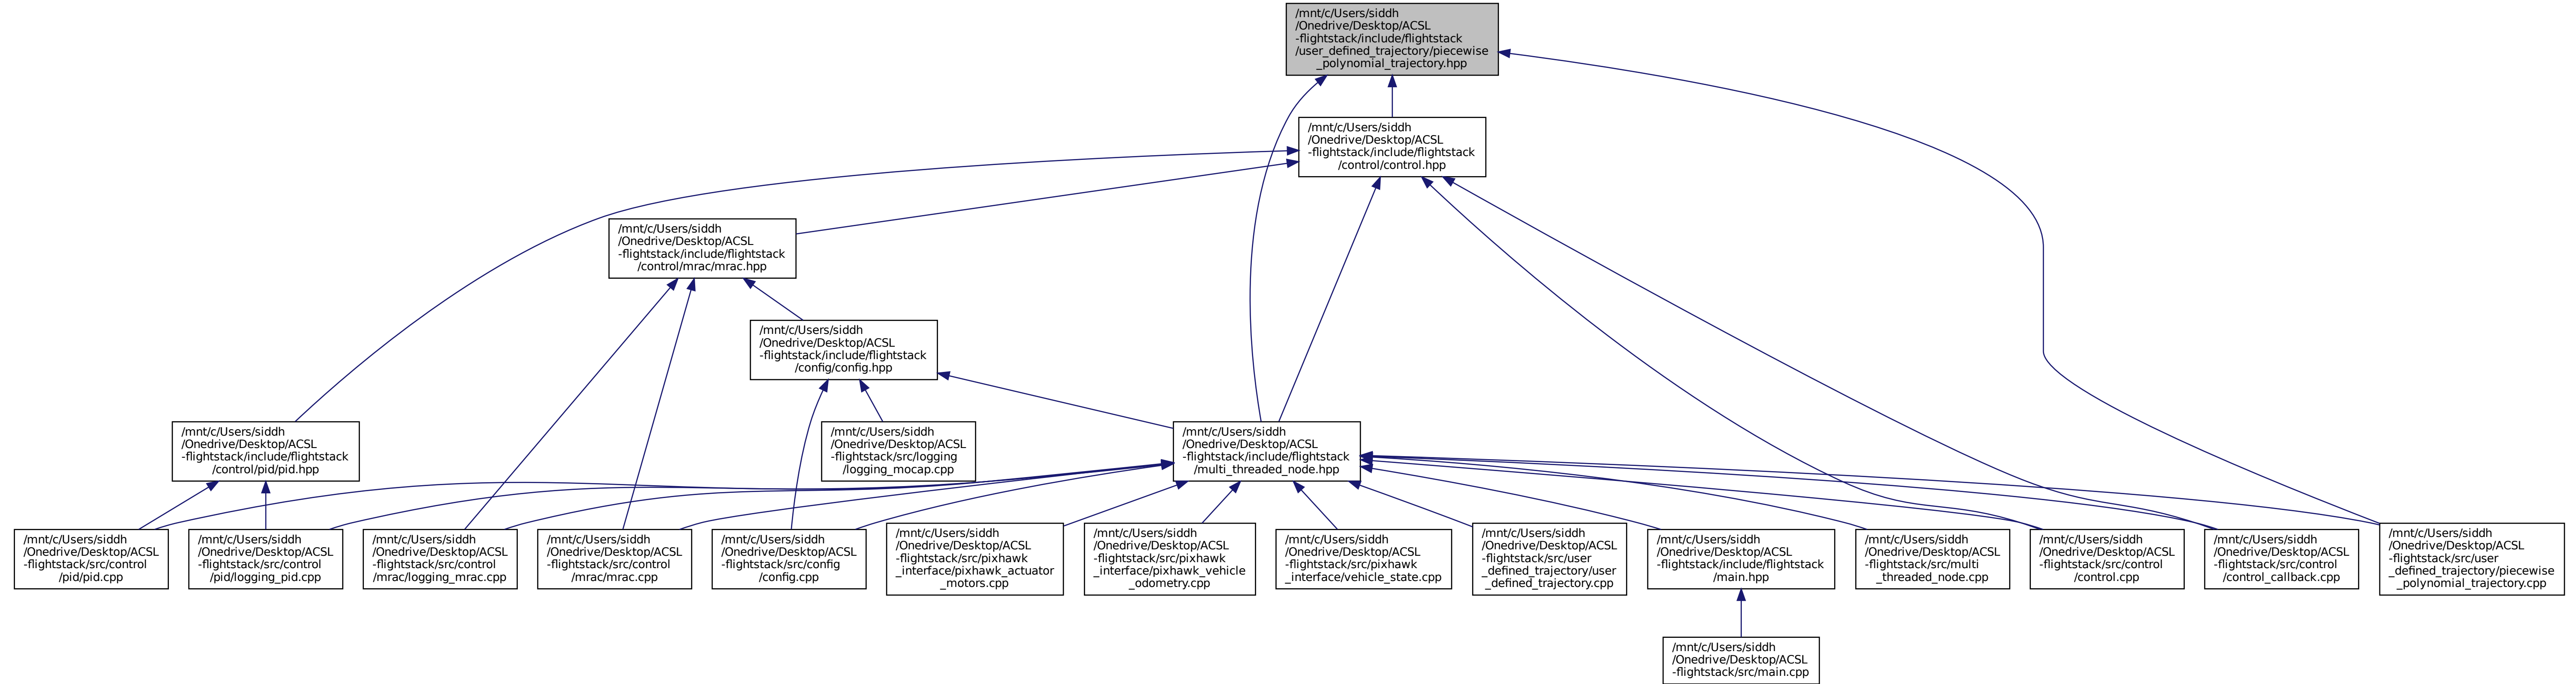 /mnt/c/Users/siddh
/Onedrive/Desktop/ACSL
-flightstack/include/flightstack
/user_defined_trajectory/piecewise
_polynomial_trajectory.hpp
/mnt/c/Users/siddh
/Onedrive/Desktop/ACSL
-flightstack/include/flightstack
/control/control.hpp
/mnt/c/Users/siddh
/Onedrive/Desktop/ACSL
-flightstack/include/flightstack
/control/mrac/mrac.hpp
/mnt/c/Users/siddh
/Onedrive/Desktop/ACSL
-flightstack/include/flightstack
/config/config.hpp
/mnt/c/Users/siddh
/Onedrive/Desktop/ACSL
-flightstack/include/flightstack
/control/pid/pid.hpp
/mnt/c/Users/siddh
/Onedrive/Desktop/ACSL
-flightstack/src/logging
/logging_mocap.cpp
/mnt/c/Users/siddh
/Onedrive/Desktop/ACSL
-flightstack/include/flightstack
/multi_threaded_node.hpp
/mnt/c/Users/siddh
/Onedrive/Desktop/ACSL
-flightstack/src/control
/pid/pid.cpp
/mnt/c/Users/siddh
/Onedrive/Desktop/ACSL
-flightstack/src/control
/pid/logging_pid.cpp
/mnt/c/Users/siddh
/Onedrive/Desktop/ACSL
-flightstack/src/control
/mrac/logging_mrac.cpp
/mnt/c/Users/siddh
/Onedrive/Desktop/ACSL
-flightstack/src/control
/mrac/mrac.cpp
/mnt/c/Users/siddh
/Onedrive/Desktop/ACSL
-flightstack/src/config
/config.cpp
/mnt/c/Users/siddh
/Onedrive/Desktop/ACSL
-flightstack/src/pixhawk
_interface/pixhawk_actuator
_motors.cpp
/mnt/c/Users/siddh
/Onedrive/Desktop/ACSL
-flightstack/src/pixhawk
_interface/pixhawk_vehicle
_odometry.cpp
/mnt/c/Users/siddh
/Onedrive/Desktop/ACSL
-flightstack/src/pixhawk
_interface/vehicle_state.cpp
/mnt/c/Users/siddh
/Onedrive/Desktop/ACSL
-flightstack/src/user
_defined_trajectory/user
_defined_trajectory.cpp
/mnt/c/Users/siddh
/Onedrive/Desktop/ACSL
-flightstack/include/flightstack
/main.hpp
/mnt/c/Users/siddh
/Onedrive/Desktop/ACSL
-flightstack/src/multi
_threaded_node.cpp
/mnt/c/Users/siddh
/Onedrive/Desktop/ACSL
-flightstack/src/control
/control.cpp
/mnt/c/Users/siddh
/Onedrive/Desktop/ACSL
-flightstack/src/control
/control_callback.cpp
/mnt/c/Users/siddh
/Onedrive/Desktop/ACSL
-flightstack/src/user
_defined_trajectory/piecewise
_polynomial_trajectory.cpp
/mnt/c/Users/siddh
/Onedrive/Desktop/ACSL
-flightstack/src/main.cpp